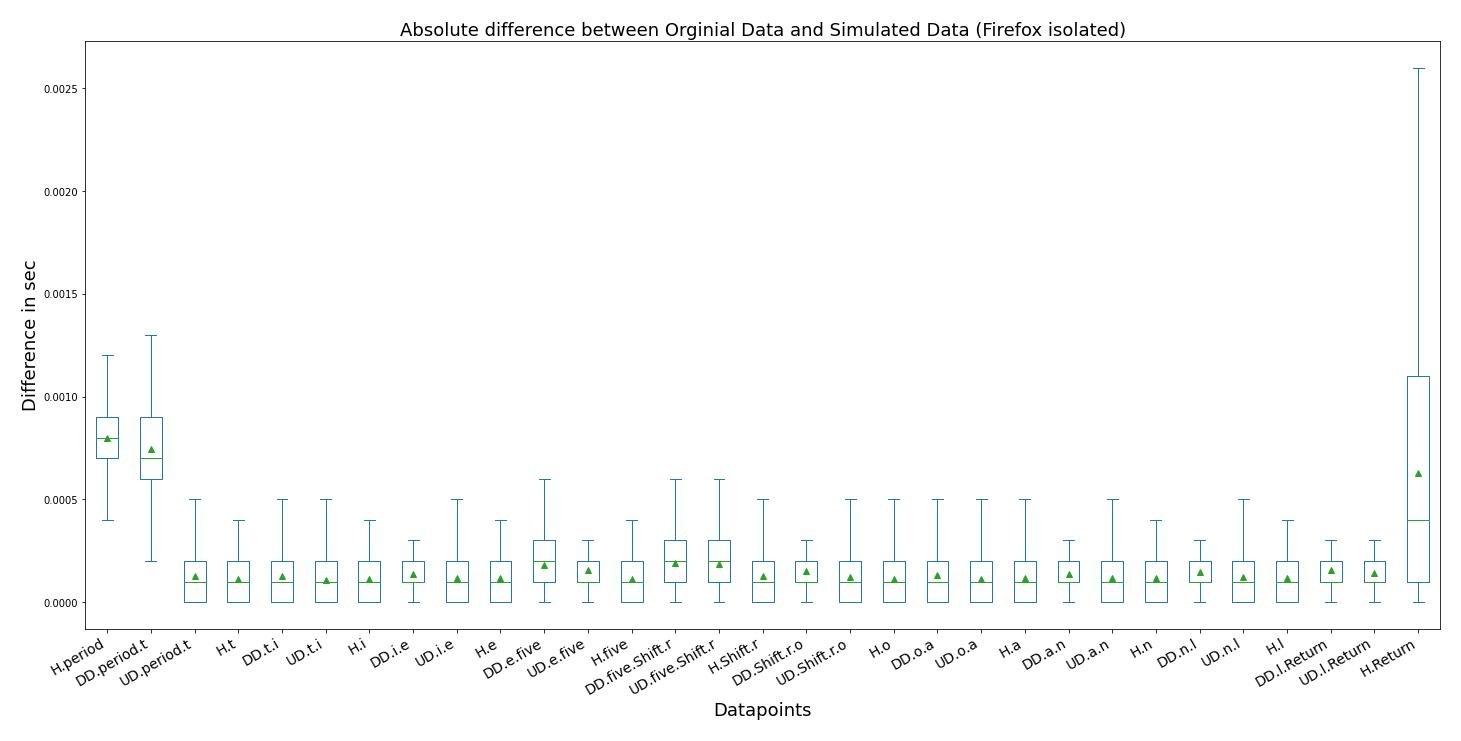 Absolute difference between Orginial Data and Simulated Data (Firefox isolated)
Difference in sec
0.0025
0.0020
0.0015
0.0010
0.0005
0.0000
H.period
DD.period.t
UD.period.t
H.t
DD.t.i
UD.t.i
H.i
DD.i.e
UD.i.e
H.e
DD.e.five
UD.e.five
H.five
DD.five.Shift.r
UD.five.Shift.r
H.Shift.r
DD.Shift.r.o
UD.Shift.r.o
H.o
DD.o.a
UD.o.a
H.a
DD.a.n
UD.a.n
H.n
DD.n.l
UD.n.l
H.l
DD.l.Return
UD.l.Return
H.Return
Datapoints